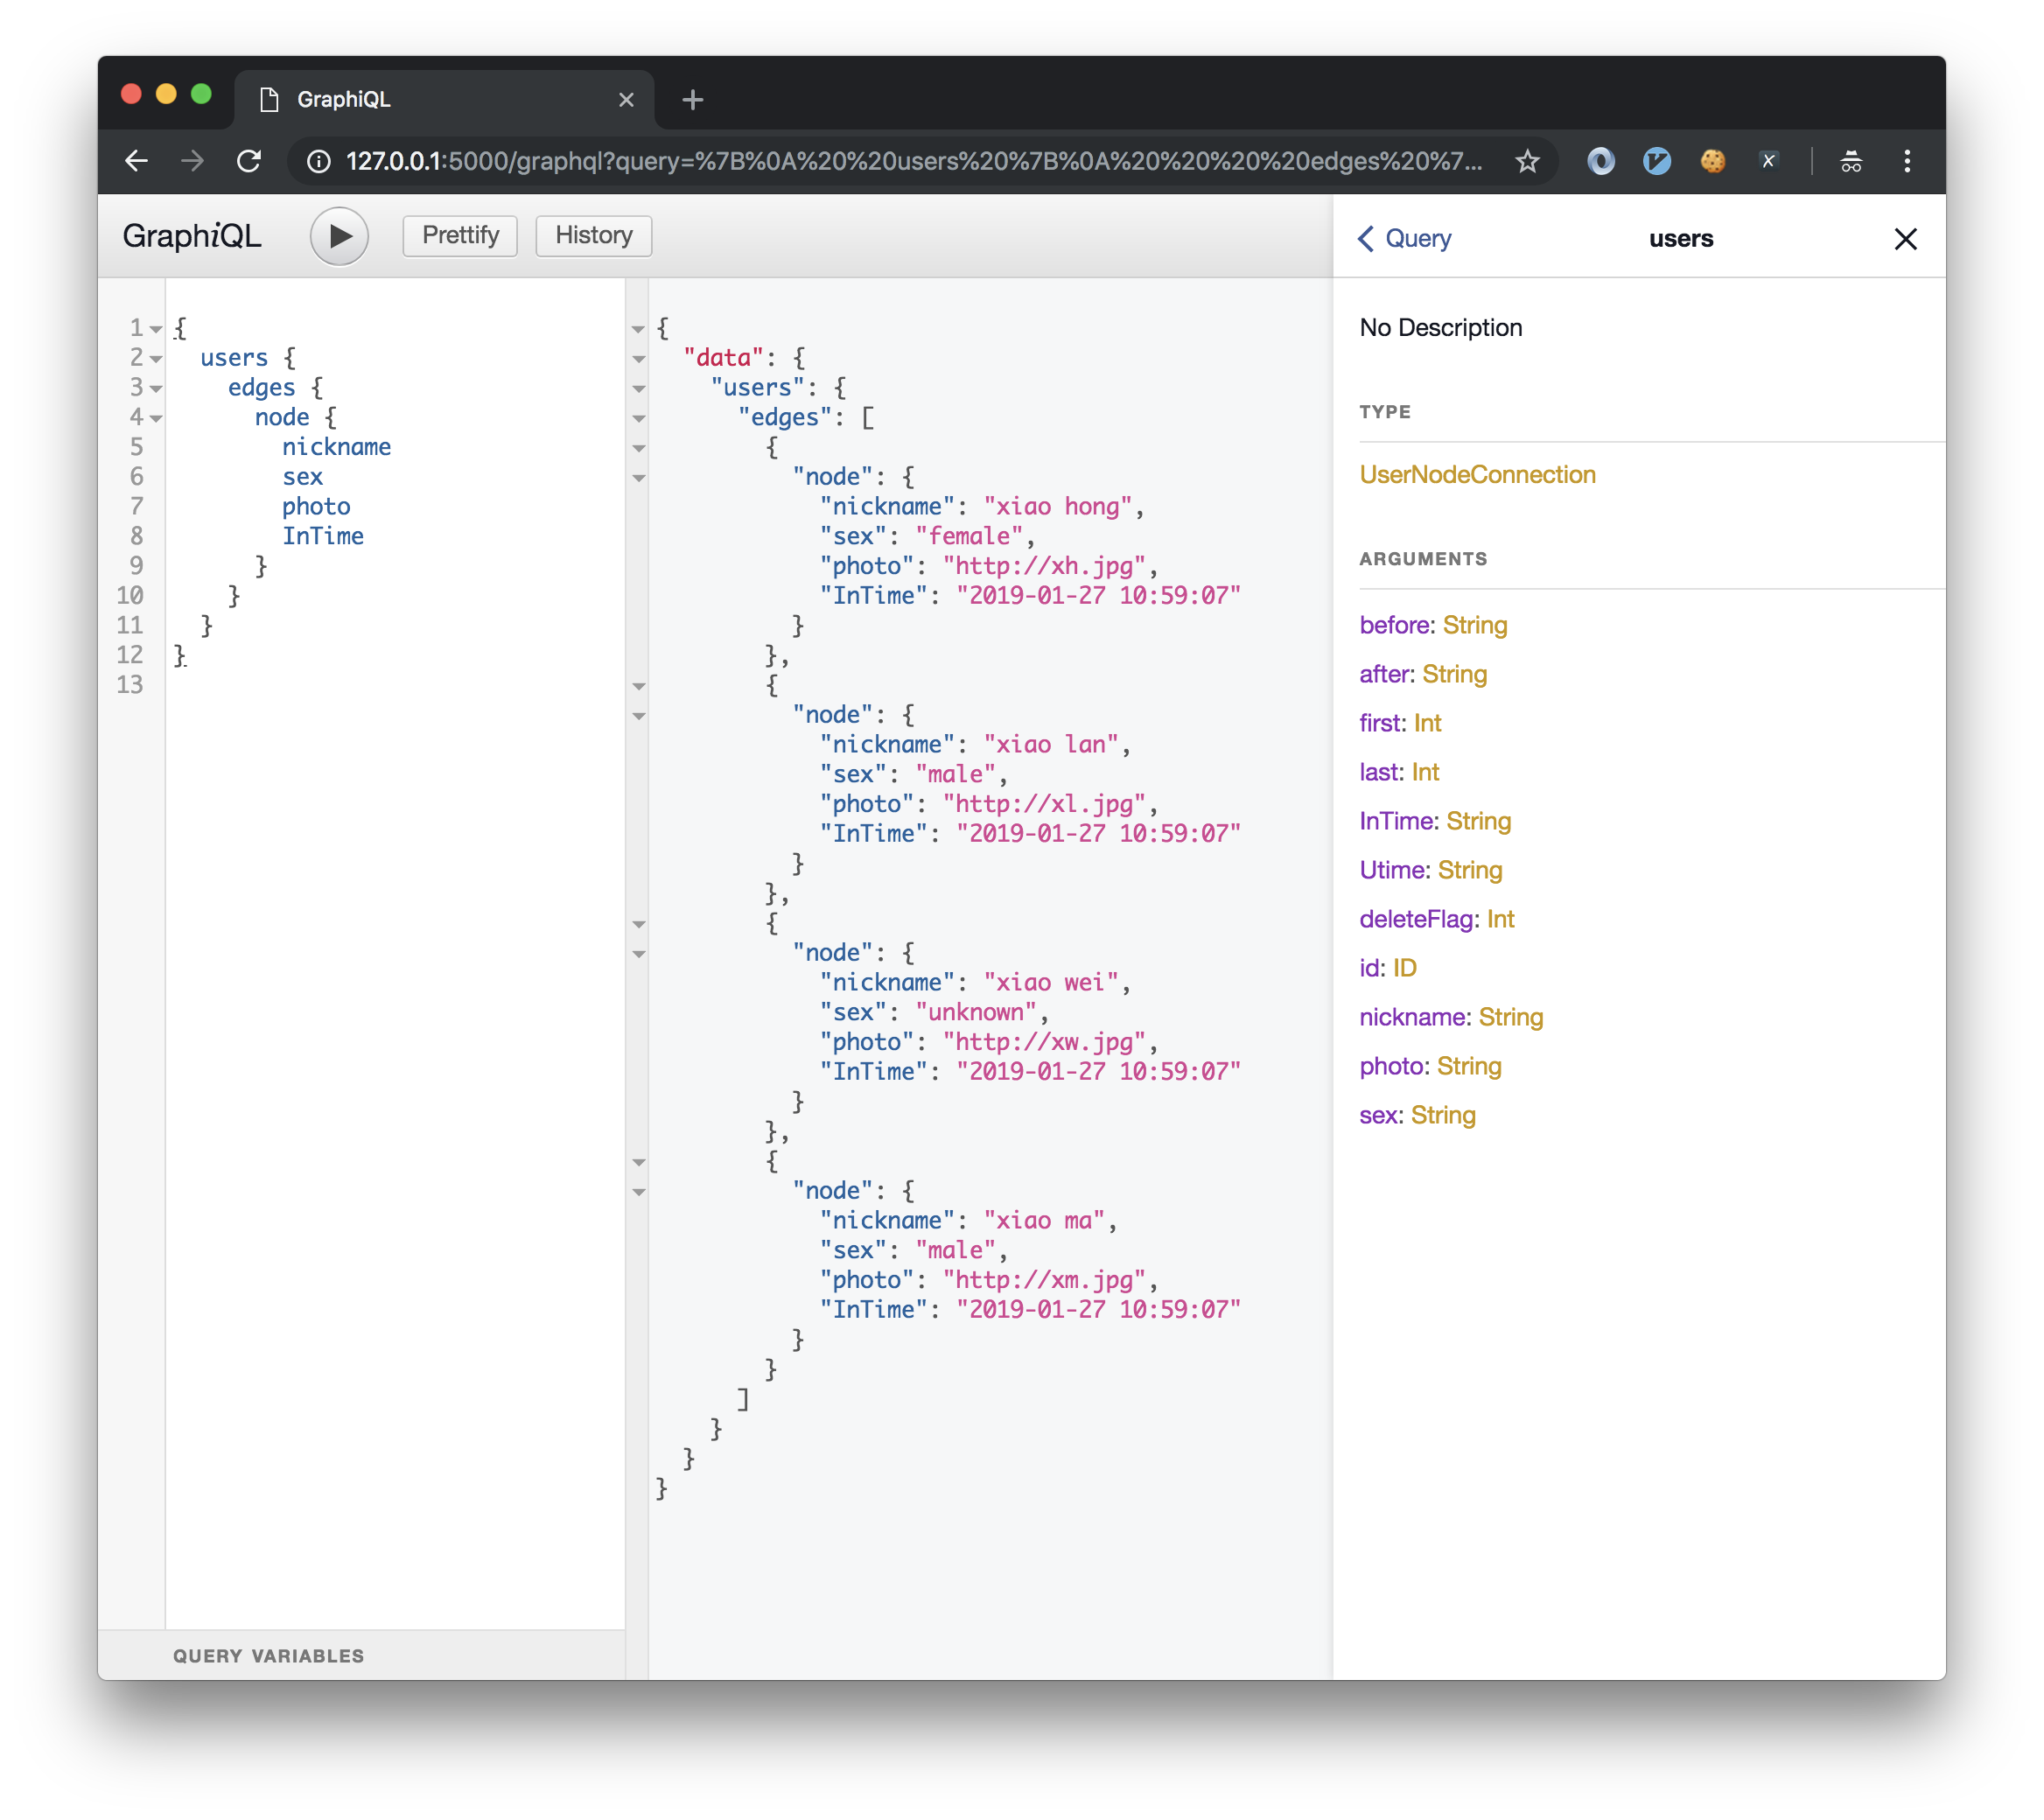 GraphiQL
127.0.0.1:5000/graphql?query=%7B%0A%20%20users%20%7B%0A%20%20%20%20edges%20%7...
GraphiQL
Prettify
History
1 {
2   users {
3     edges {
4       node {
5         nickname
6         sex
7         photo
8         InTime
9       }
10     }
11   }
12 }
13
QUERY VARIABLES
{
  "data": {
    "users": {
      "edges": [
        {
          "node": {
            "nickname": "xiao hong",
            "sex": "female",
            "photo": "http://xh.jpg",
            "InTime": "2019-01-27 10:59:07"
          }
        },
        {
          "node": {
            "nickname": "xiao lan",
            "sex": "male",
            "photo": "http://xl.jpg",
            "InTime": "2019-01-27 10:59:07"
          }
        },
        {
          "node": {
            "nickname": "xiao wei",
            "sex": "unknown",
            "photo": "http://xw.jpg",
            "InTime": "2019-01-27 10:59:07"
          }
        },
        {
          "node": {
            "nickname": "xiao ma",
            "sex": "male",
            "photo": "http://xm.jpg",
            "InTime": "2019-01-27 10:59:07"
          }
        }
      ]
    }
  }
}
Query
users
No Description
TYPE
UserNodeConnection
ARGUMENTS
before: String
after: String
first: Int
last: Int
InTime: String
Utime: String
deleteFlag: Int
id: ID
nickname: String
photo: String
sex: String